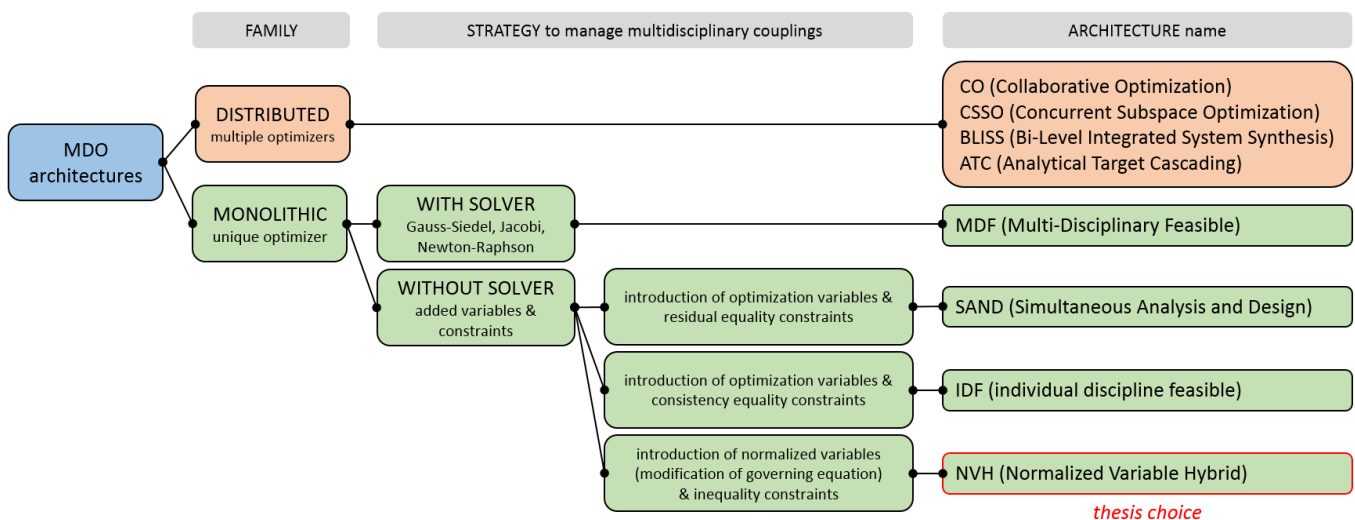 FAMILY
STRATEGY to manage multidisciplinary couplings
ARCHITECTURE name
MDO
architectures
DISTRIBUTED
multiple optimizers
CO (Collaborative Optimization)
CSSO (Concurrent Subspace Optimization)
BLISS (Bi-Level Integrated System Synthesis)
ATC (Analytical Target Cascading)
MONOLITHIC
unique optimizer
WITH SOLVER
Gauss-Siedel, Jacobi,
Newton-Raphson
MDF (Multi-Disciplinary Feasible)
WITHOUT SOLVER
added variables &
constraints
introduction of optimization variables &
residual equality constraints
SAND (Simultaneous Analysis and Design)
introduction of optimization variables &
consistency equality constraints
IDF (individual discipline feasible)
introduction of normalized variables
(modification of governing equation)
& inequality constraints
NVH (Normalized Variable Hybrid)
thesis choice